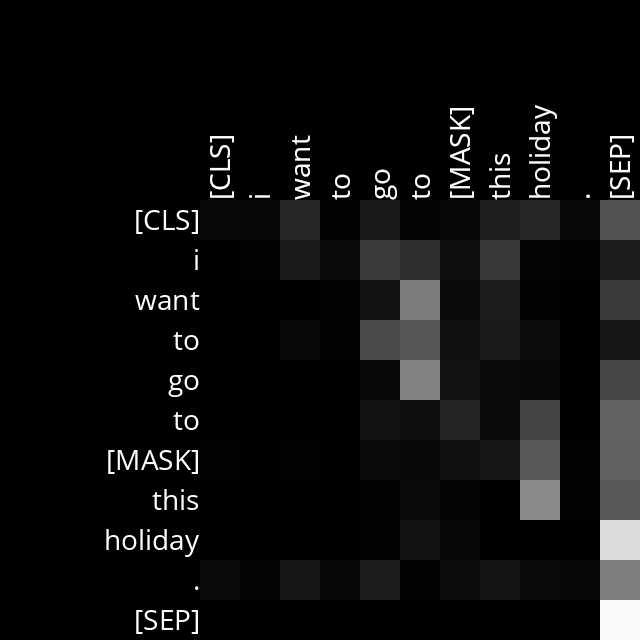 [CLS] i want to go to [MASK] this holiday . [SEP]
[CLS]
i
want
to
go
to
[MASK]
this
holiday
.
[SEP]